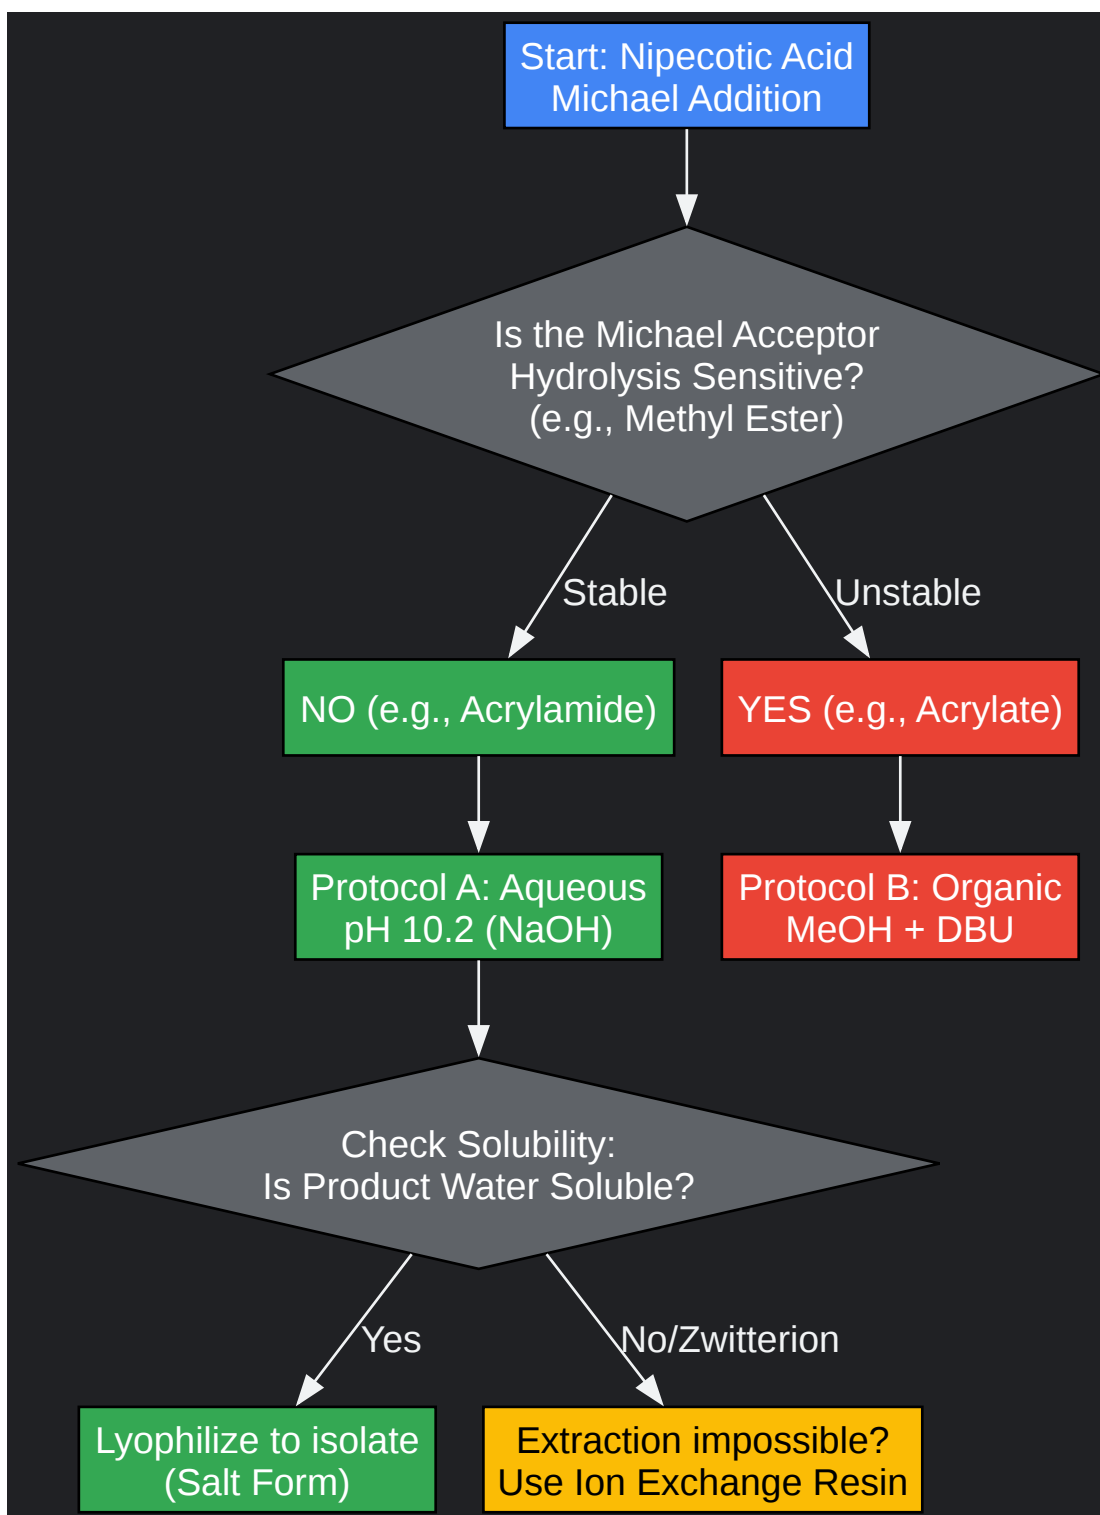 Start: Nipecotic Acid
Michael Addition
Is the Michael Acceptor
Hydrolysis Sensitive?
(e.g., Methyl Ester)
Stable
Unstable
NO (e.g., Acrylamide)
YES (e.g., Acrylate)
Protocol A: Aqueous
pH 10.2 (NaOH)
Protocol B: Organic
MeOH + DBU
Check Solubility:
Is Product Water Soluble?
Yes
No/Zwitterion
Lyophilize to isolate
(Salt Form)
Extraction impossible?
Use Ion Exchange Resin